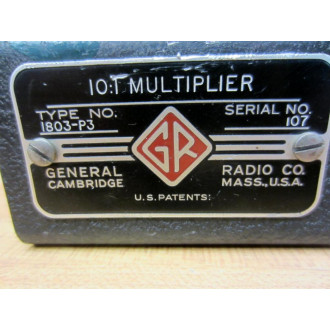 10:1 MULTIPLIER
TYPE NO. SERIAL NO.
1803-P3 107
GR
GENERAL RADIO CO.
CAMBRIDGE MASS., U.S.A.
U.S. PATENTS: